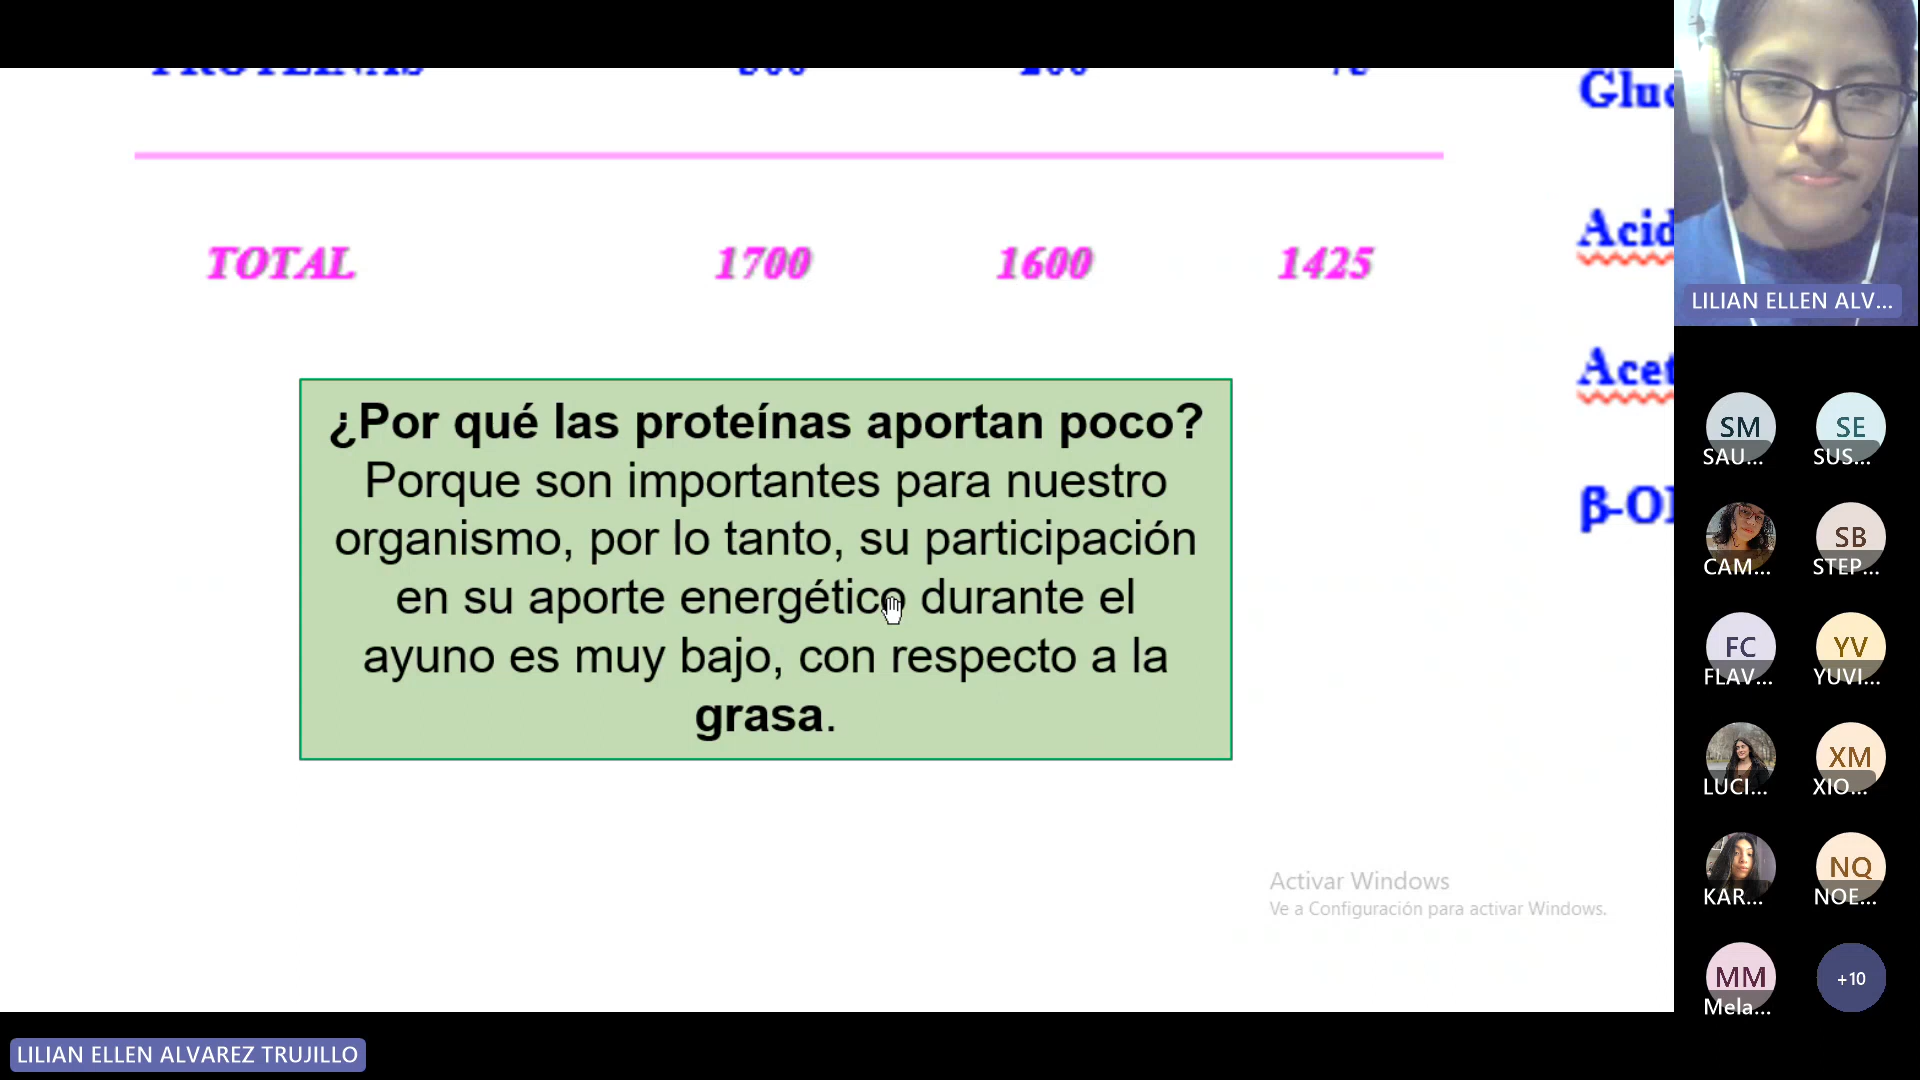 PROTEINAS
TOTAL 1700 1600 1425
¿Por qué las proteínas aportan poco?
Porque son importantes para nuestro
organismo, por lo tanto, su participación
en su aporte energético durante el
ayuno es muy bajo, con respecto a la
grasa.
Gluc
Acid
Acet
Activar Windows
Ve a Configuración para activar Windows.
LILIAN ELLEN ALV...
SM SE
SAU... SUS...
SB
CAM... STEP...
FC YV
FLAV... YUVI...
XM
LUCI... XIO...
NQ
KAR... NOE...
MM +10
Mela...
LILIAN ELLEN ALVAREZ TRUJILLO